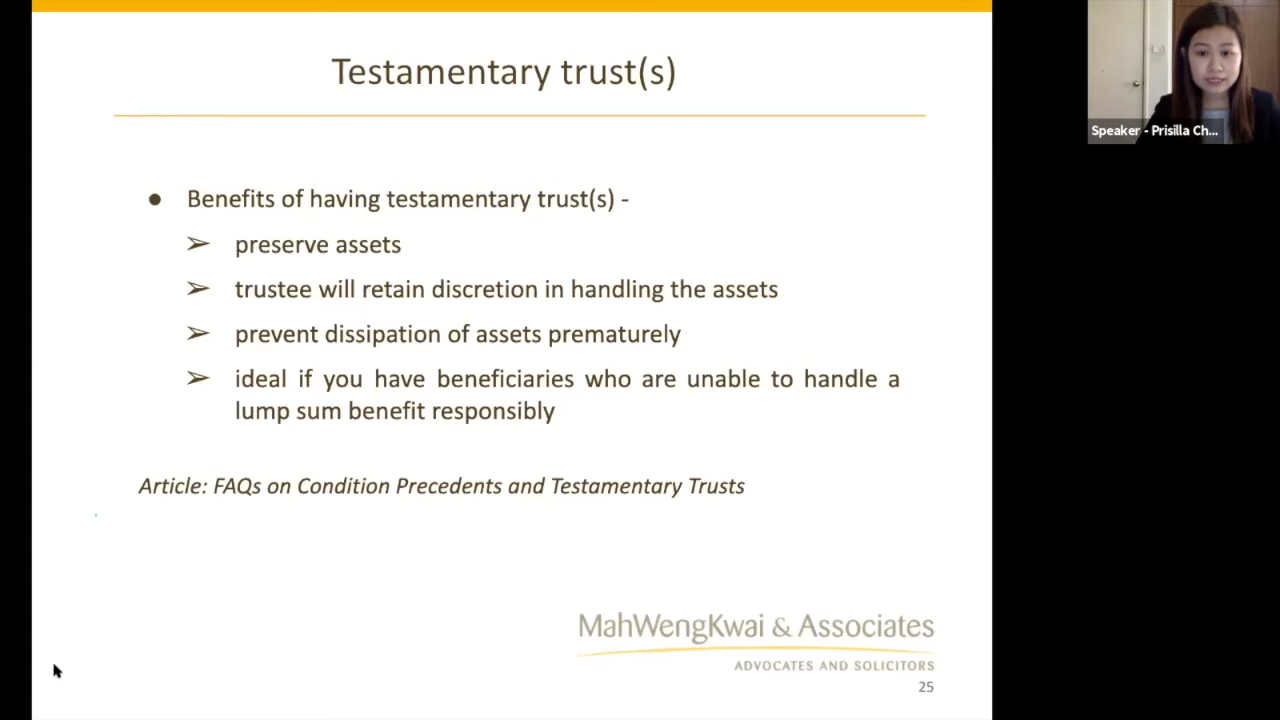 Testamentary trust(s)
● Benefits of having testamentary trust(s) -
➢ preserve assets
➢ trustee will retain discretion in handling the assets
➢ prevent dissipation of assets prematurely
➢ ideal if you have beneficiaries who are unable to handle a
lump sum benefit responsibly
Article: FAQs on Condition Precedents and Testamentary Trusts
MahWengKwai & Associates
ADVOCATES AND SOLICITORS
25
Speaker - Prisilla Ch...